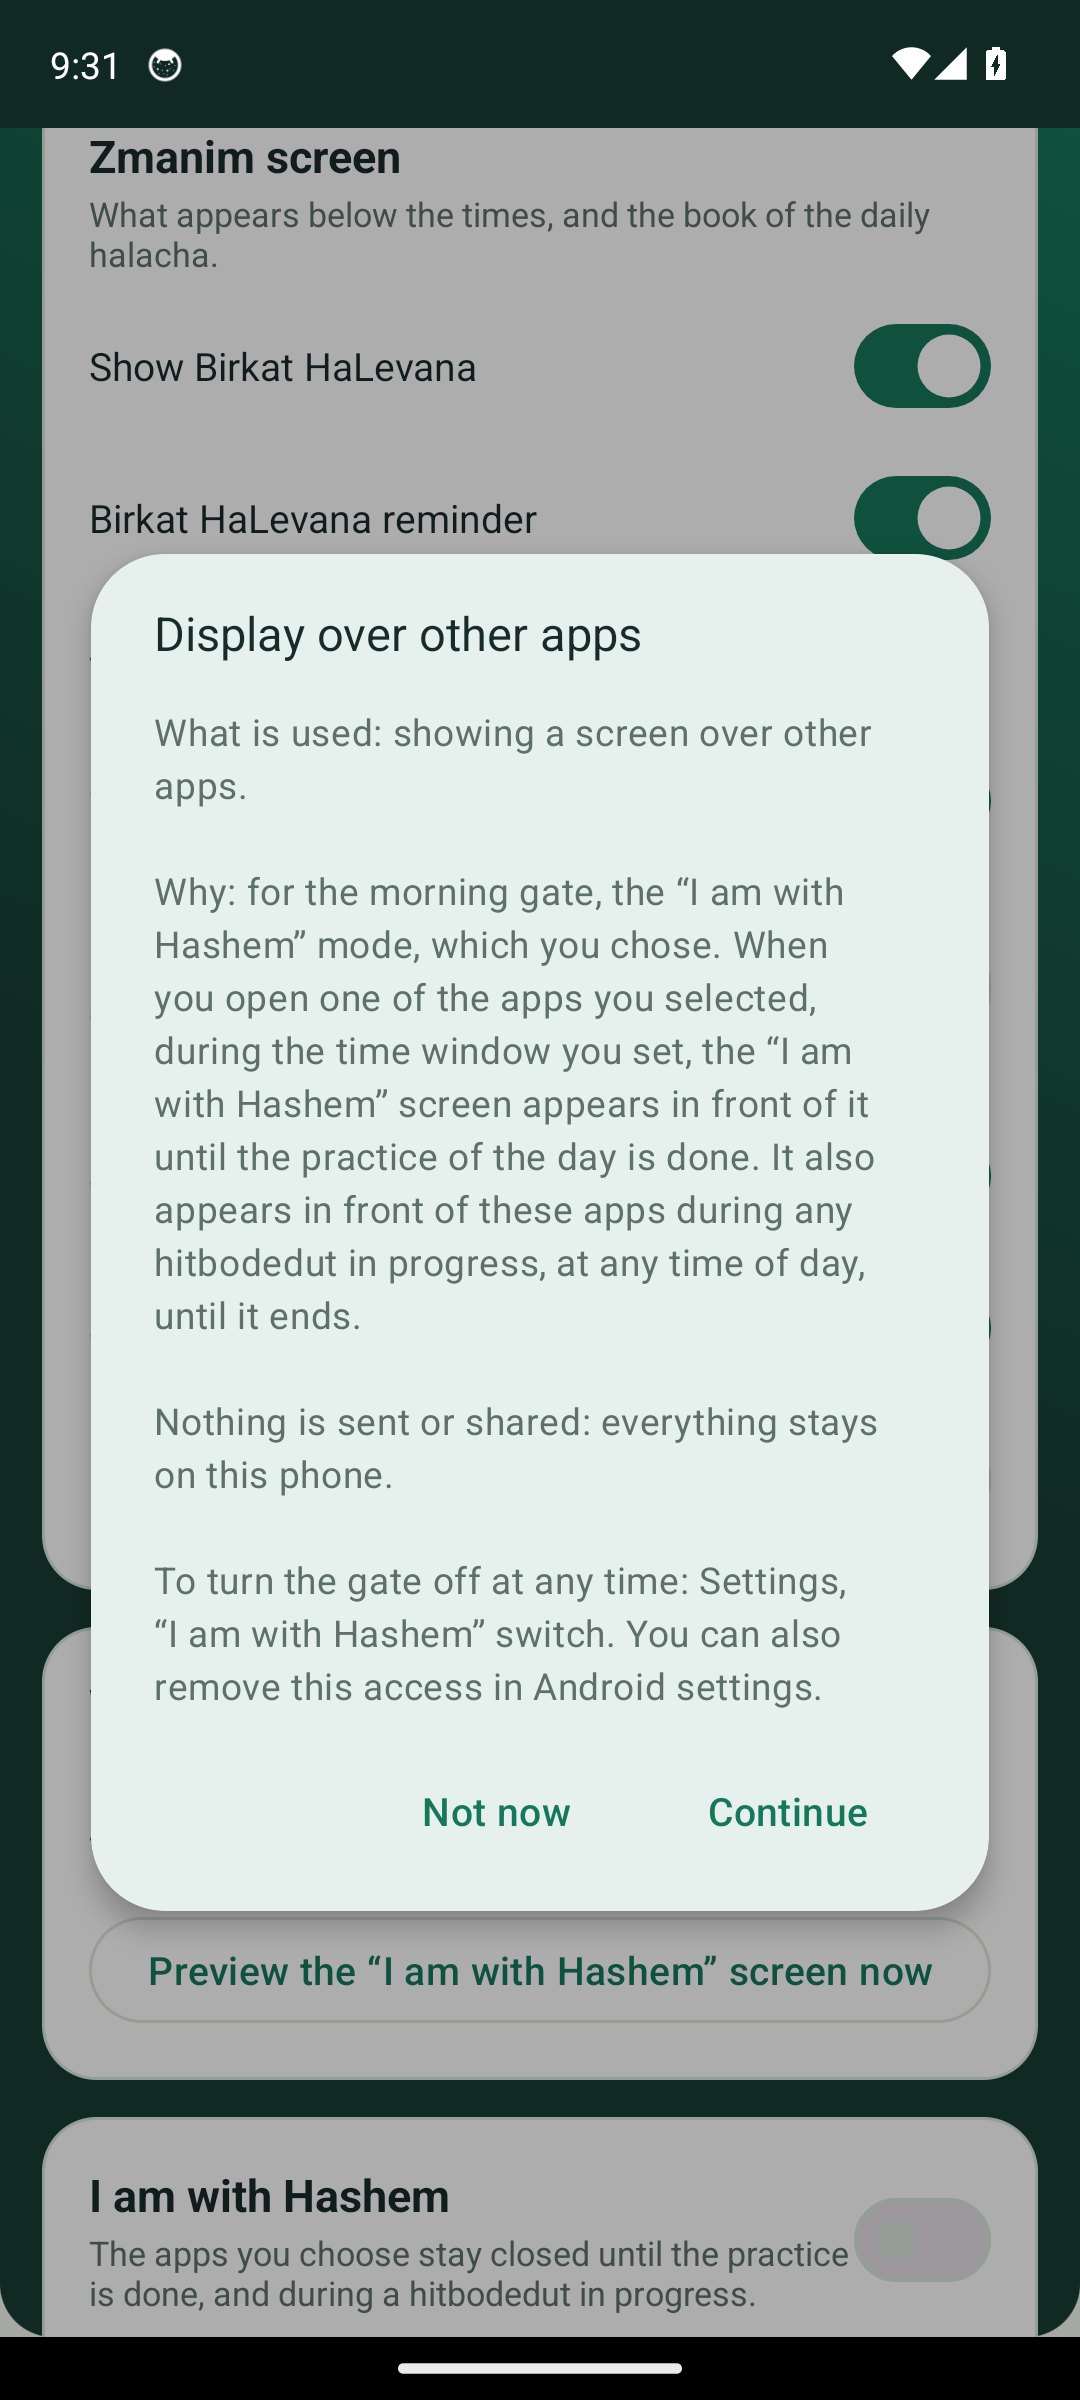 9:31
Zmanim screen
What appears below the times, and the book of the daily
halacha.
Show Birkat HaLevana
Birkat HaLevana reminder
Display over other apps
What is used: showing a screen over other
apps.
Why: for the morning gate, the “I am with
Hashem” mode, which you chose. When
you open one of the apps you selected,
during the time window you set, the “I am
with Hashem” screen appears in front of it
until the practice of the day is done. It also
appears in front of these apps during any
hitbodedut in progress, at any time of day,
until it ends.
Nothing is sent or shared: everything stays
on this phone.
To turn the gate off at any time: Settings,
“I am with Hashem” switch. You can also
remove this access in Android settings.
Not now
Continue
Preview the “I am with Hashem” screen now
I am with Hashem
The apps you choose stay closed until the practice
is done, and during a hitbodedut in progress.